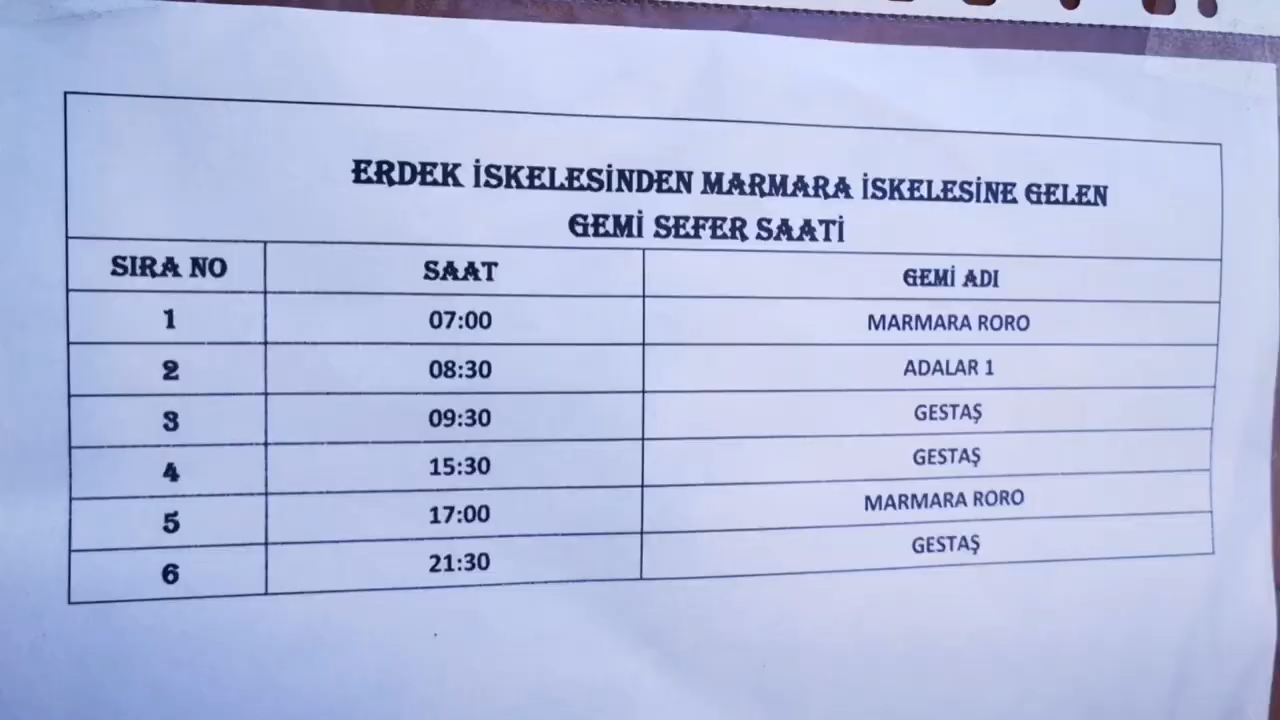 ERDEK İSKELESİNDEN MARMARA İSKELESİNE GELEN
GEMİ SEFER SAATİ
SIRA NO SAAT GEMİ ADI
1 07:00 MARMARA RORO
2 08:30 ADALAR 1
3 09:30 GESTAŞ
4 15:30 GESTAŞ
5 17:00 MARMARA RORO
6 21:30 GESTAŞ